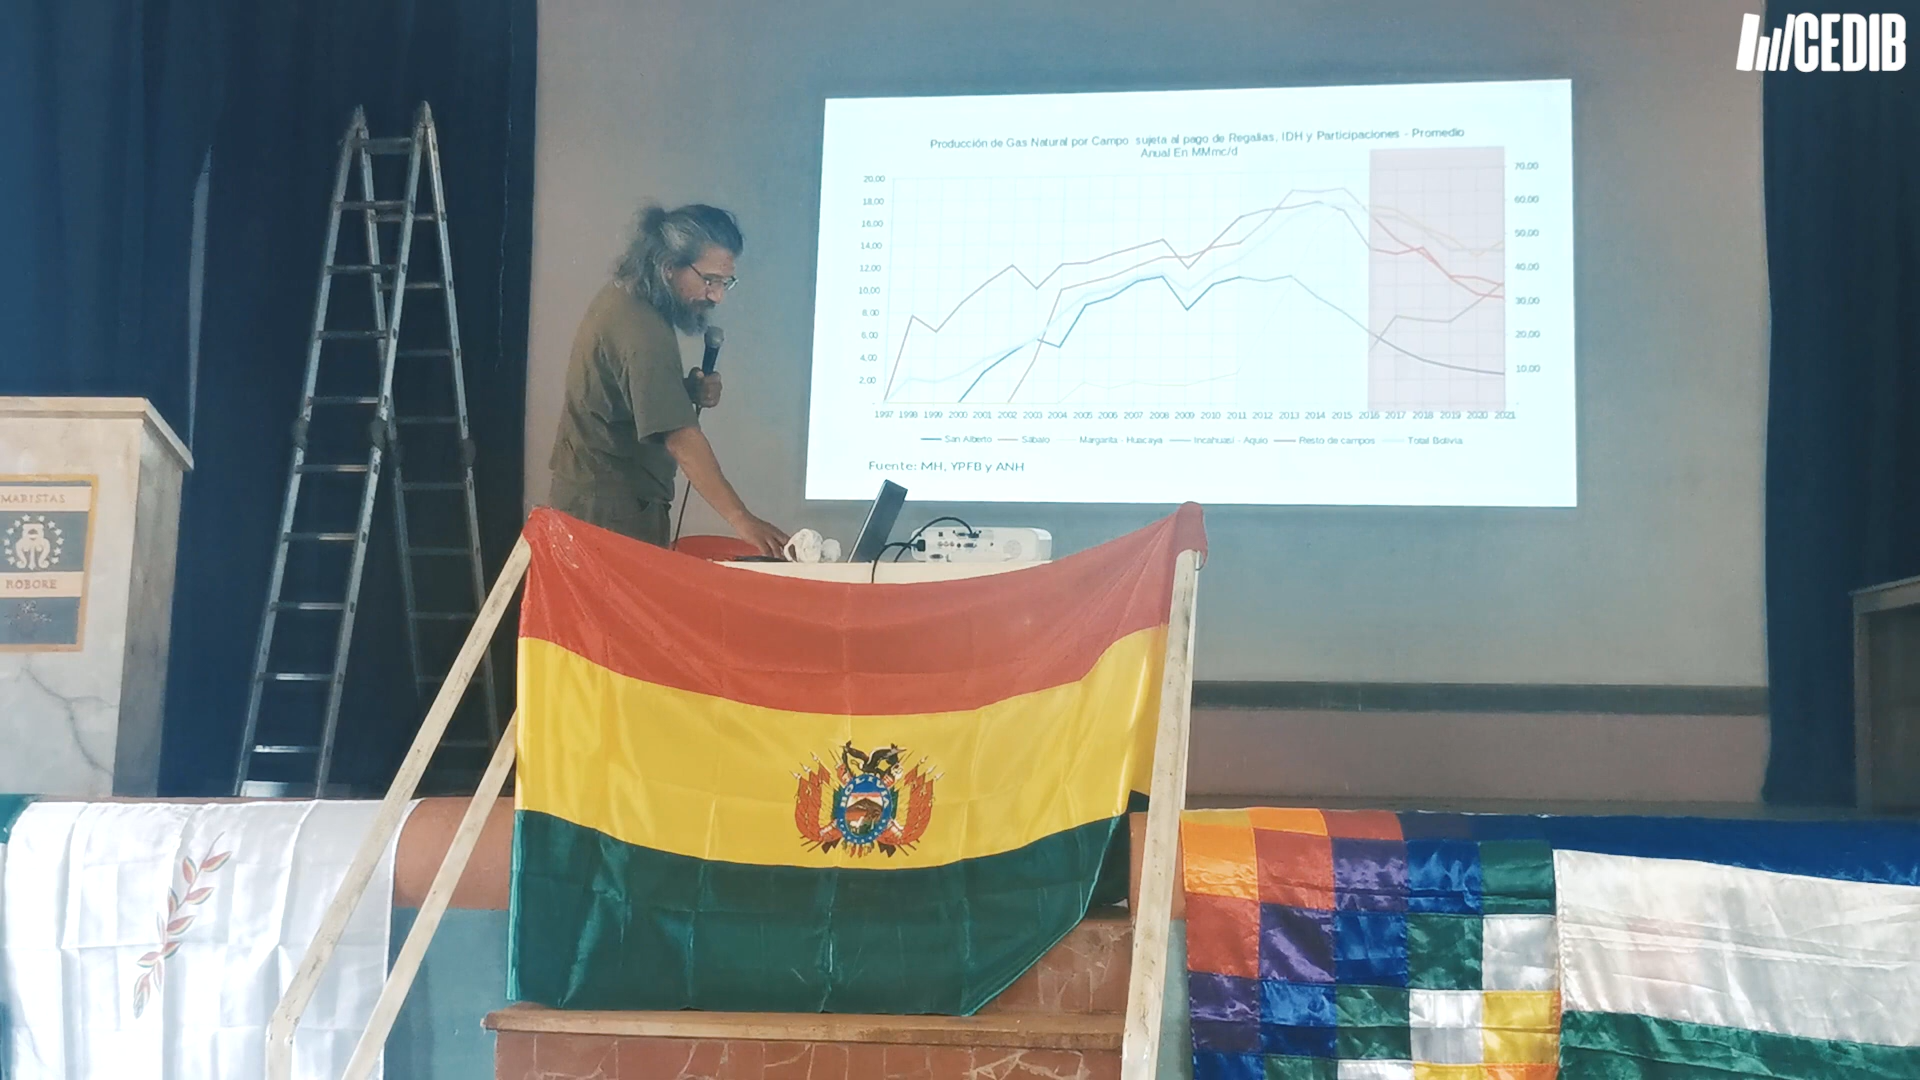 CEDIB
Producción de Gas Natural por Campo sujeta al pago de Regalias, IDH y Participaciones - Promedio
Anual En MMmc/d
20,00
18,00
16,00
14,00
12,00
10,00
8,00
6,00
4,00
2,00
-
70,00
60,00
50,00
40,00
30,00
20,00
10,00
-
1997 1998 1999 2000 2001 2002 2003 2004 2005 2006 2007 2008 2009 2010 2011 2012 2013 2014 2015 2016 2017 2018 2019 2020 2021
San Alberto Sábalo Margarita - Huacaya Incahuasi - Aquio Resto de campos Total Bolivia
Fuente: MH, YPFB y ANH
MARISTAS
ROBORE
BOLIVIA